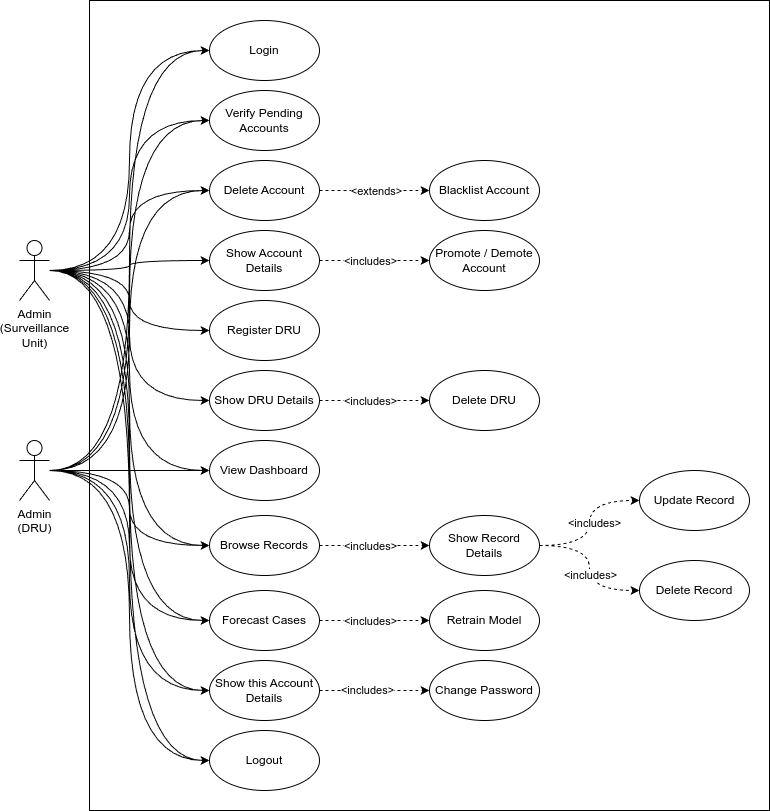 Login
Verify Pending
Accounts
Delete Account
<extends>
Blacklist Account
Show Account
Details
<includes>
Promote / Demote
Account
Admin
(Surveillance
Unit)
Register DRU
Show DRU Details
<includes>
Delete DRU
Admin
(DRU)
View Dashboard
Browse Records
<includes>
Show Record
Details
<includes>
Update Record
<includes>
Delete Record
Forecast Cases
<includes>
Retrain Model
Show this Account
Details
<includes>
Change Password
Logout